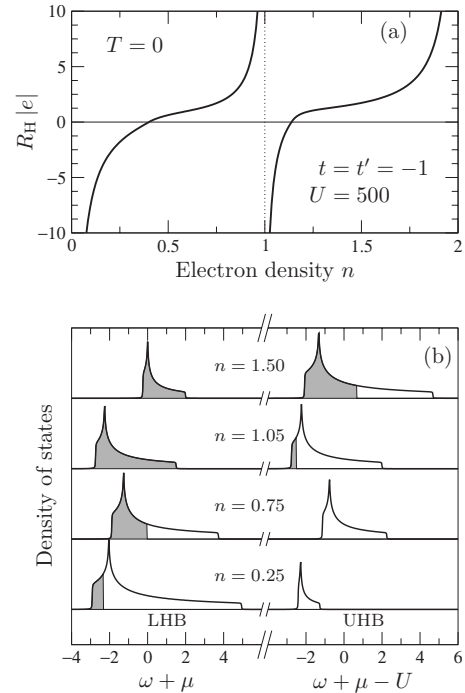 10
5
0
−5
−10
R_H |e|
T = 0
(a)
t = t′ = −1
U = 500
0
0.5
1
1.5
2
Electron density n
(b)
n = 1.50
n = 1.05
n = 0.75
n = 0.25
Density of states
LHB
UHB
−4 −2 0 2 4 −2 0 2 4 6
ω + μ
ω + μ − U